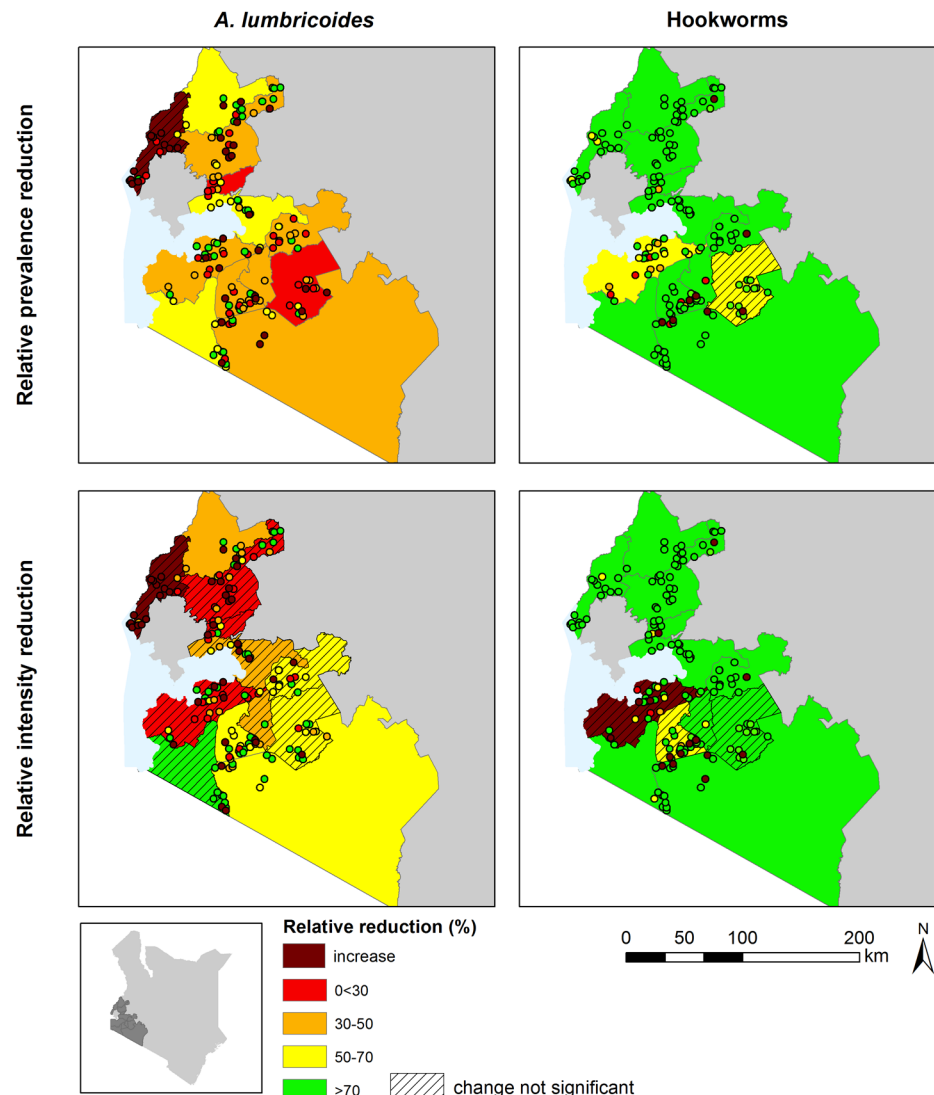 A. lumbricoides
Hookworms
Relative prevalence reduction
Relative intensity reduction
Relative reduction (%)
increase
0<30
30-50
50-70
>70
change not significant
0 50 100 200
km
N